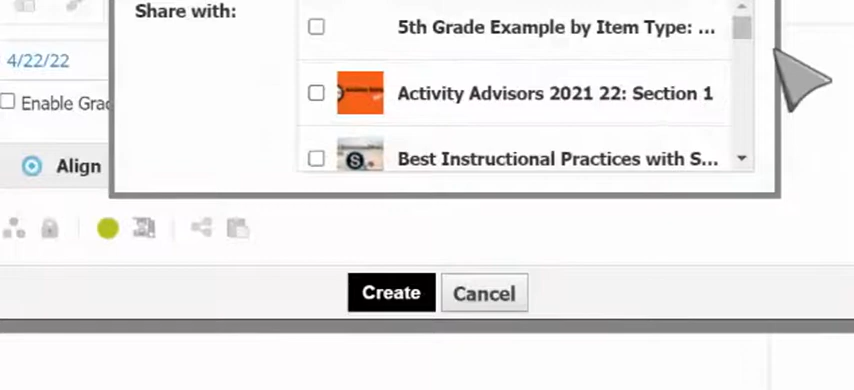 Share with:
5th Grade Example by Item Type: ...
4/22/22
Activity Advisors 2021 22: Section 1
Enable Grad
Best Instructional Practices with S...
Align
Create
Cancel